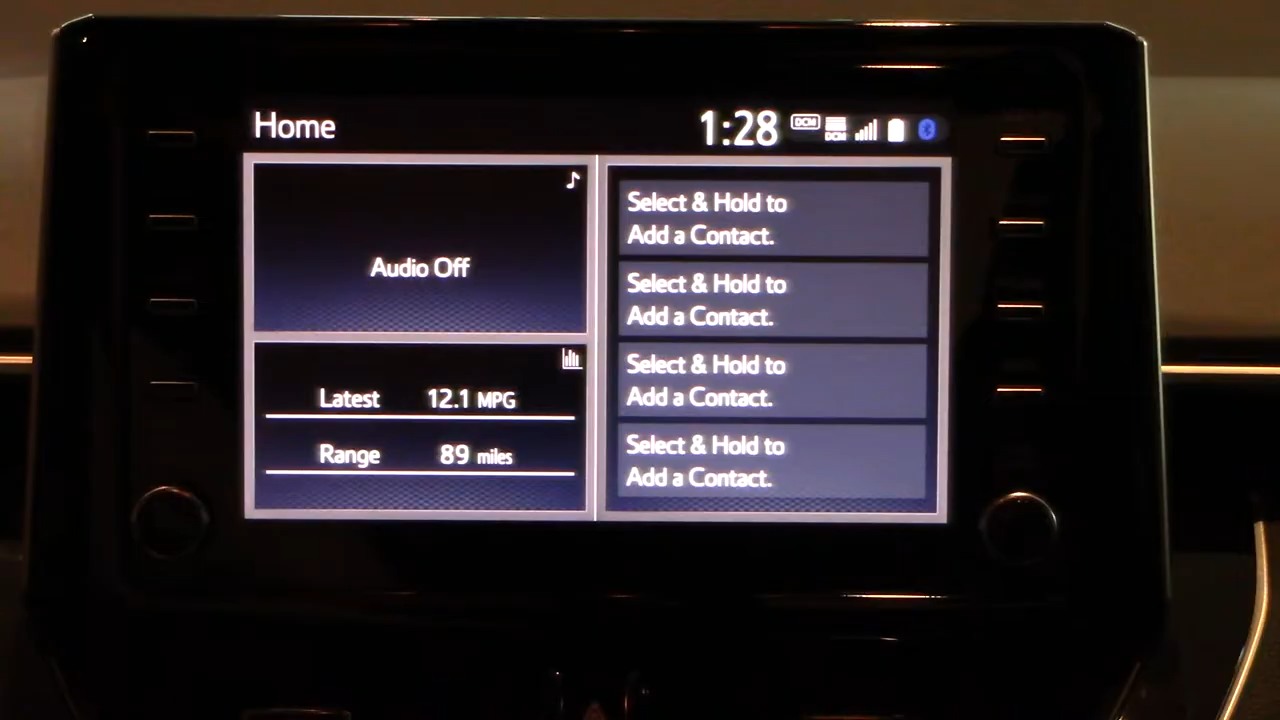 Home
1:28 DCM DCM
Audio Off
Latest 12.1 MPG
Range 89 miles
Select & Hold to
Add a Contact.
Select & Hold to
Add a Contact.
Select & Hold to
Add a Contact.
Select & Hold to
Add a Contact.